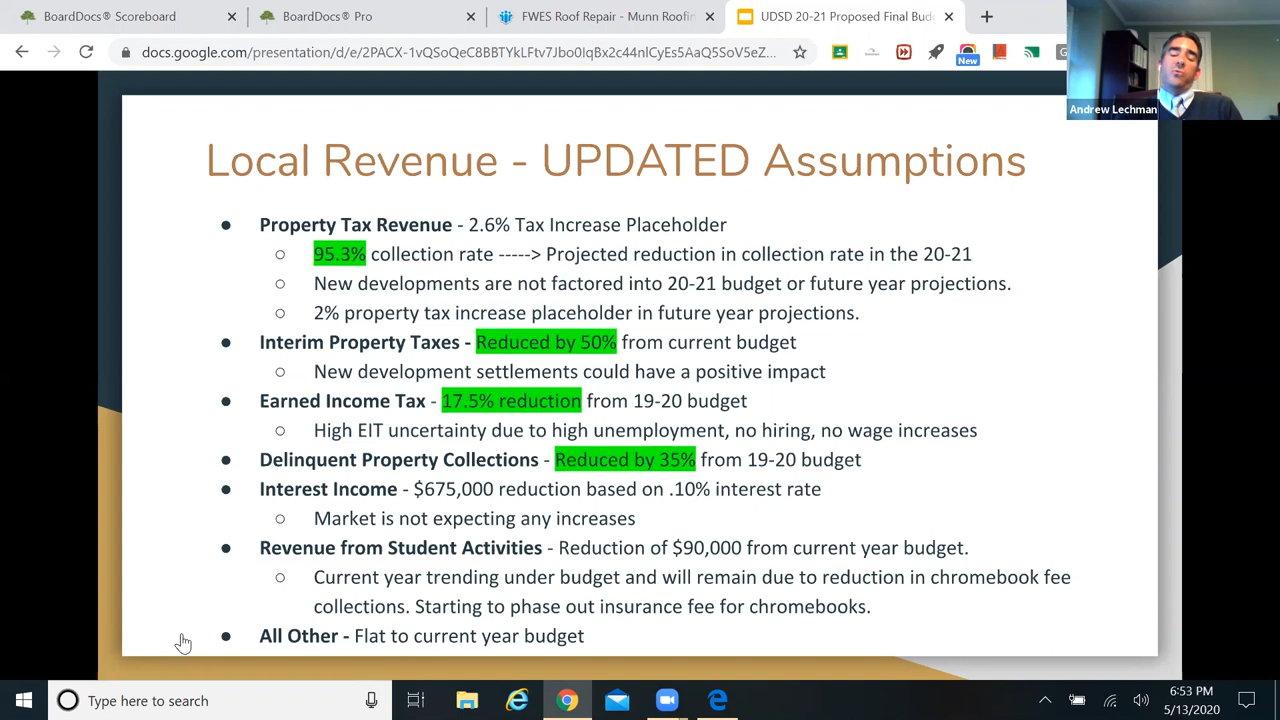 BoardDocs® Scoreboard
BoardDocs® Pro
FWES Roof Repair - Munn Roofin
UDSD 20-21 Proposed Final Budg
docs.google.com/presentation/d/e/2PACX-1vQSoQeC8BTYkLFtv7Jbo0IqBx2c44nICyEs5AaQ5SoV5eZ...
New
Andrew Lechman
Local Revenue - UPDATED Assumptions
● Property Tax Revenue - 2.6% Tax Increase Placeholder
○ 95.3% collection rate -----> Projected reduction in collection rate in the 20-21
○ New developments are not factored into 20-21 budget or future year projections.
○ 2% property tax increase placeholder in future year projections.
● Interim Property Taxes - Reduced by 50% from current budget
○ New development settlements could have a positive impact
● Earned Income Tax - 17.5% reduction from 19-20 budget
○ High EIT uncertainty due to high unemployment, no hiring, no wage increases
● Delinquent Property Collections - Reduced by 35% from 19-20 budget
● Interest Income - $675,000 reduction based on .10% interest rate
○ Market is not expecting any increases
● Revenue from Student Activities - Reduction of $90,000 from current year budget.
○ Current year trending under budget and will remain due to reduction in chromebook fee
collections. Starting to phase out insurance fee for chromebooks.
● All Other - Flat to current year budget
Type here to search
6:53 PM
5/13/2020